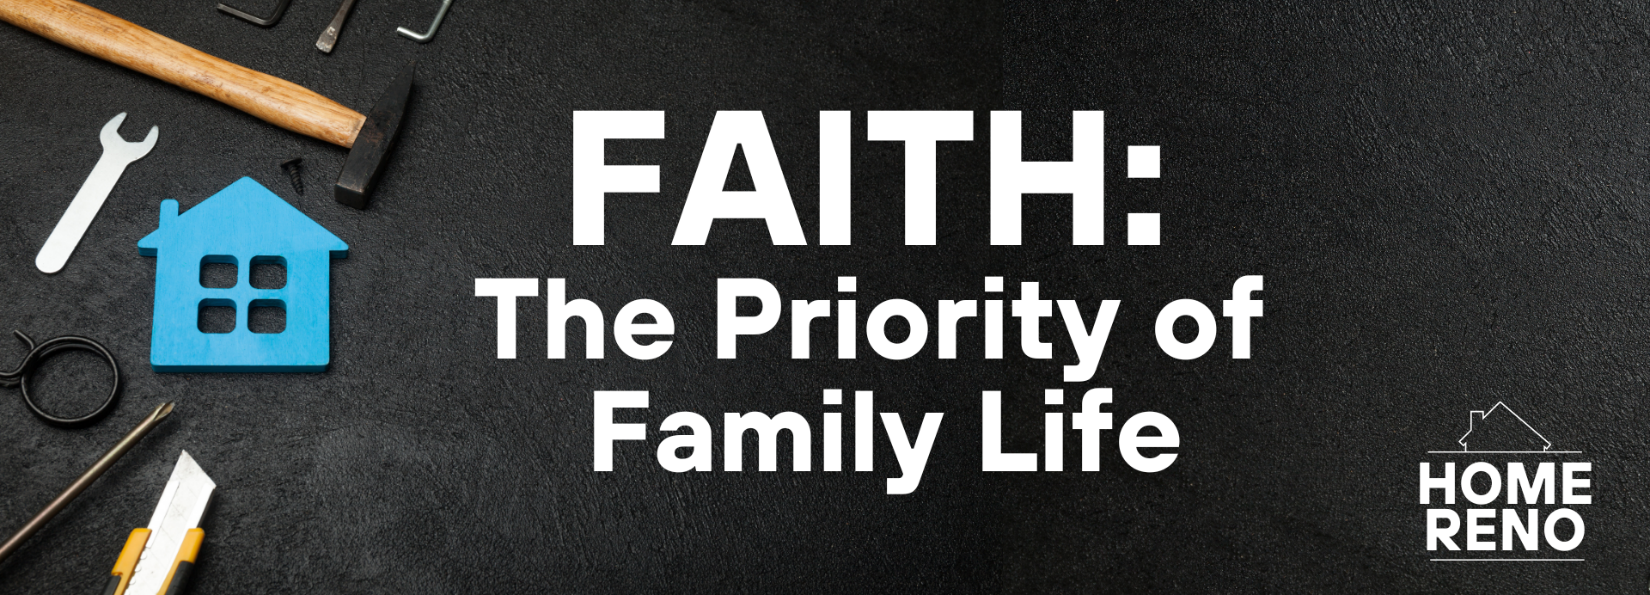 FAITH:
The Priority of
Family Life
HOME
RENO